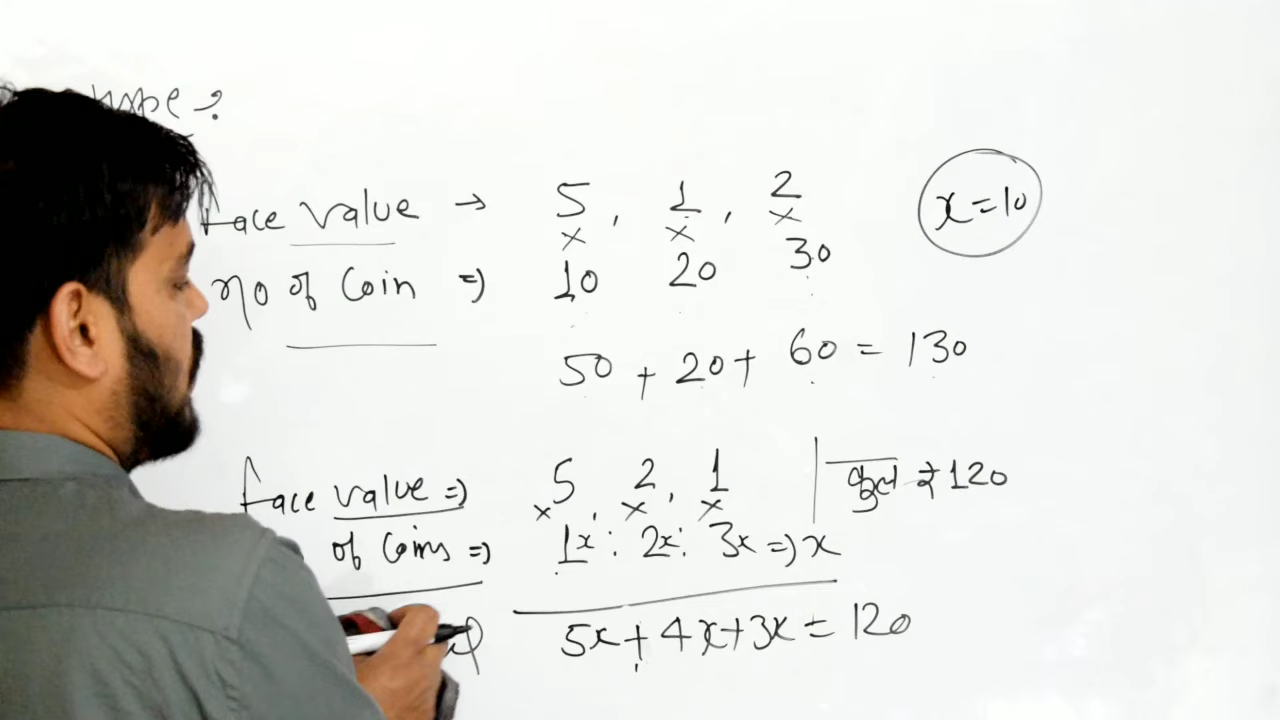 Face value → 5 , 1 , 2
x x x
x = 10
no of Coin ⇒ 10 20 30
50 + 20 + 60 = 130
face value ⇒ 5 , 2 , 1
x x x
कुल ₹ 120
of Coins ⇒ 1x : 2x : 3x ⇒ x
5x + 4x + 3x = 120